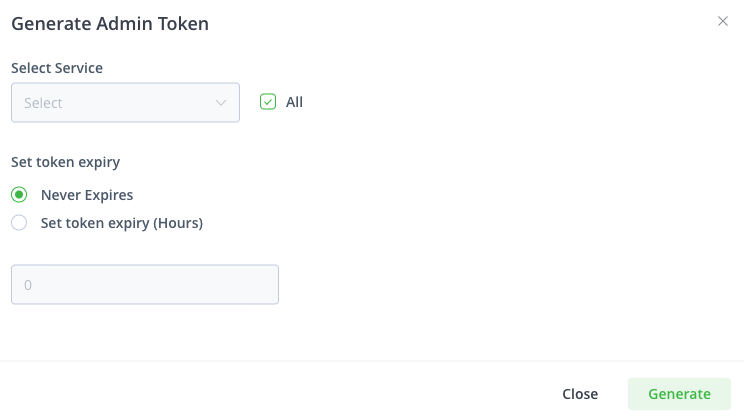 Generate Admin Token
Select Service
Select
All
Set token expiry
Never Expires
Set token expiry (Hours)
0
Close
Generate